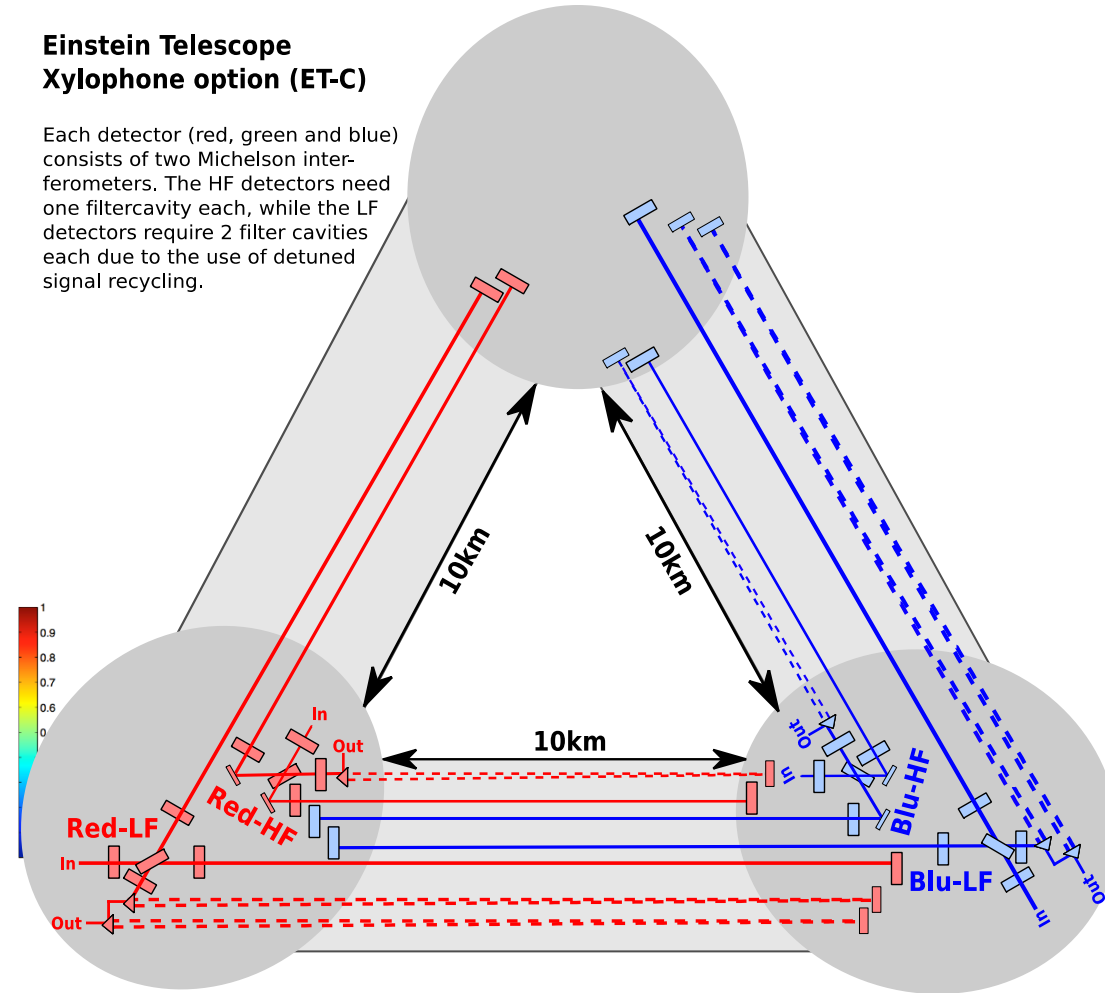 Einstein Telescope
Xylophone option (ET-C)
Each detector (red, green and blue)
consists of two Michelson inter-
ferometers. The HF detectors need
one filtercavity each, while the LF
detectors require 2 filter cavities
each due to the use of detuned
signal recycling.
10km
10km
1
0.9
0.8
0.7
0.6
0
In
Out
10km
Out
In
Red-HF
Blu-HF
Red-LF
In
Blu-LF
Out
Out
In